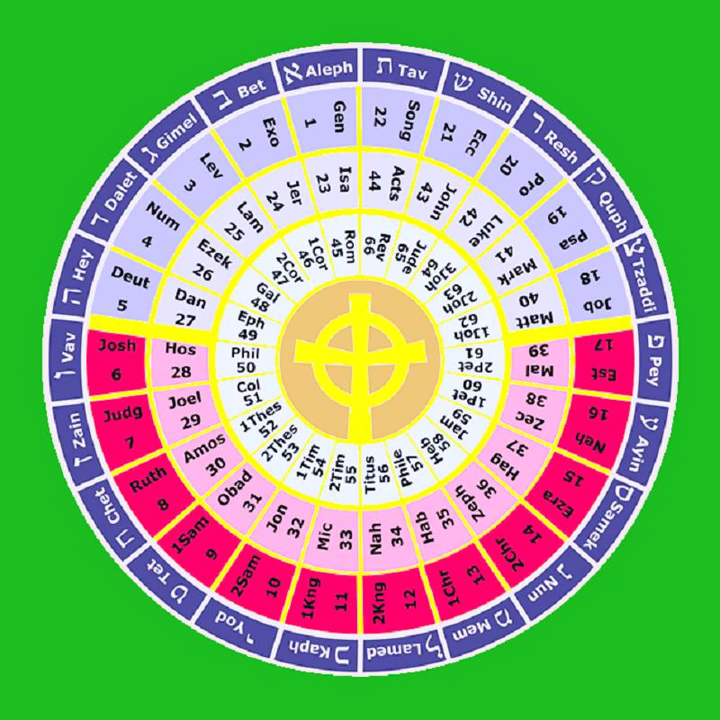 א Aleph
ב Bet
ג Gimel
ד Dalet
ה Hey
ו Vav
ז Zain
ח Chet
ט Tet
י Yod
כ Kaph
ל Lamed
מ Mem
נ Nun
ס Samek
ע Ayin
פ Pey
צ Tzaddi
ק Quph
ר Resh
ש Shin
ת Tav
Gen
1
Exo
2
Lev
3
Num
4
Deut
5
Josh
6
Judg
7
Ruth
8
1Sam
9
2Sam
10
1Kng
11
2Kng
12
1Chr
13
2Chr
14
Ezra
15
Neh
16
Est
17
Job
18
Psa
19
Pro
20
Ecc
21
Song
22
Isa
23
Jer
24
Lam
25
Ezek
26
Dan
27
Hos
28
Joel
29
Amos
30
Obad
31
Jon
32
Mic
33
Nah
34
Hab
35
Zeph
36
Hag
37
Zec
38
Mal
39
Matt
40
Mark
41
Luke
42
John
43
Acts
44
Rom
45
1Cor
46
2Cor
47
Gal
48
Eph
49
Phil
50
Col
51
1Thes
52
2Thes
53
1Tim
54
2Tim
55
Titus
56
Phile
57
Heb
58
Jam
59
1Pet
60
2Pet
61
1Joh
62
2Joh
63
3Joh
64
Jude
65
Rev
66